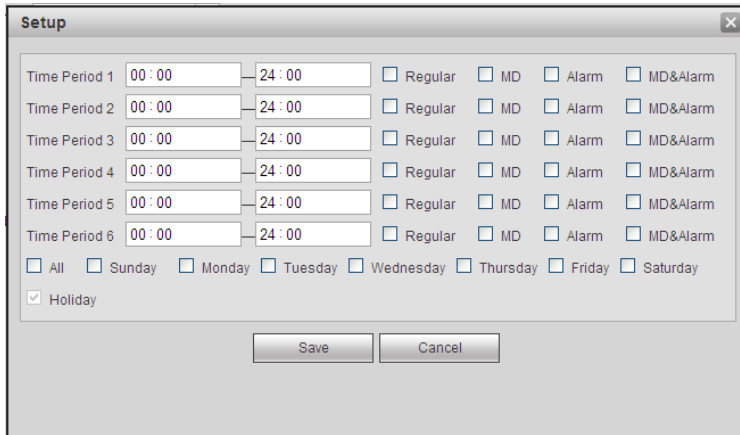 Setup
Time Period 1 00:00 — 24:00 Regular MD Alarm MD&Alarm
Time Period 2 00:00 — 24:00 Regular MD Alarm MD&Alarm
Time Period 3 00:00 — 24:00 Regular MD Alarm MD&Alarm
Time Period 4 00:00 — 24:00 Regular MD Alarm MD&Alarm
Time Period 5 00:00 — 24:00 Regular MD Alarm MD&Alarm
Time Period 6 00:00 — 24:00 Regular MD Alarm MD&Alarm
All Sunday Monday Tuesday Wednesday Thursday Friday Saturday
Holiday
Save Cancel